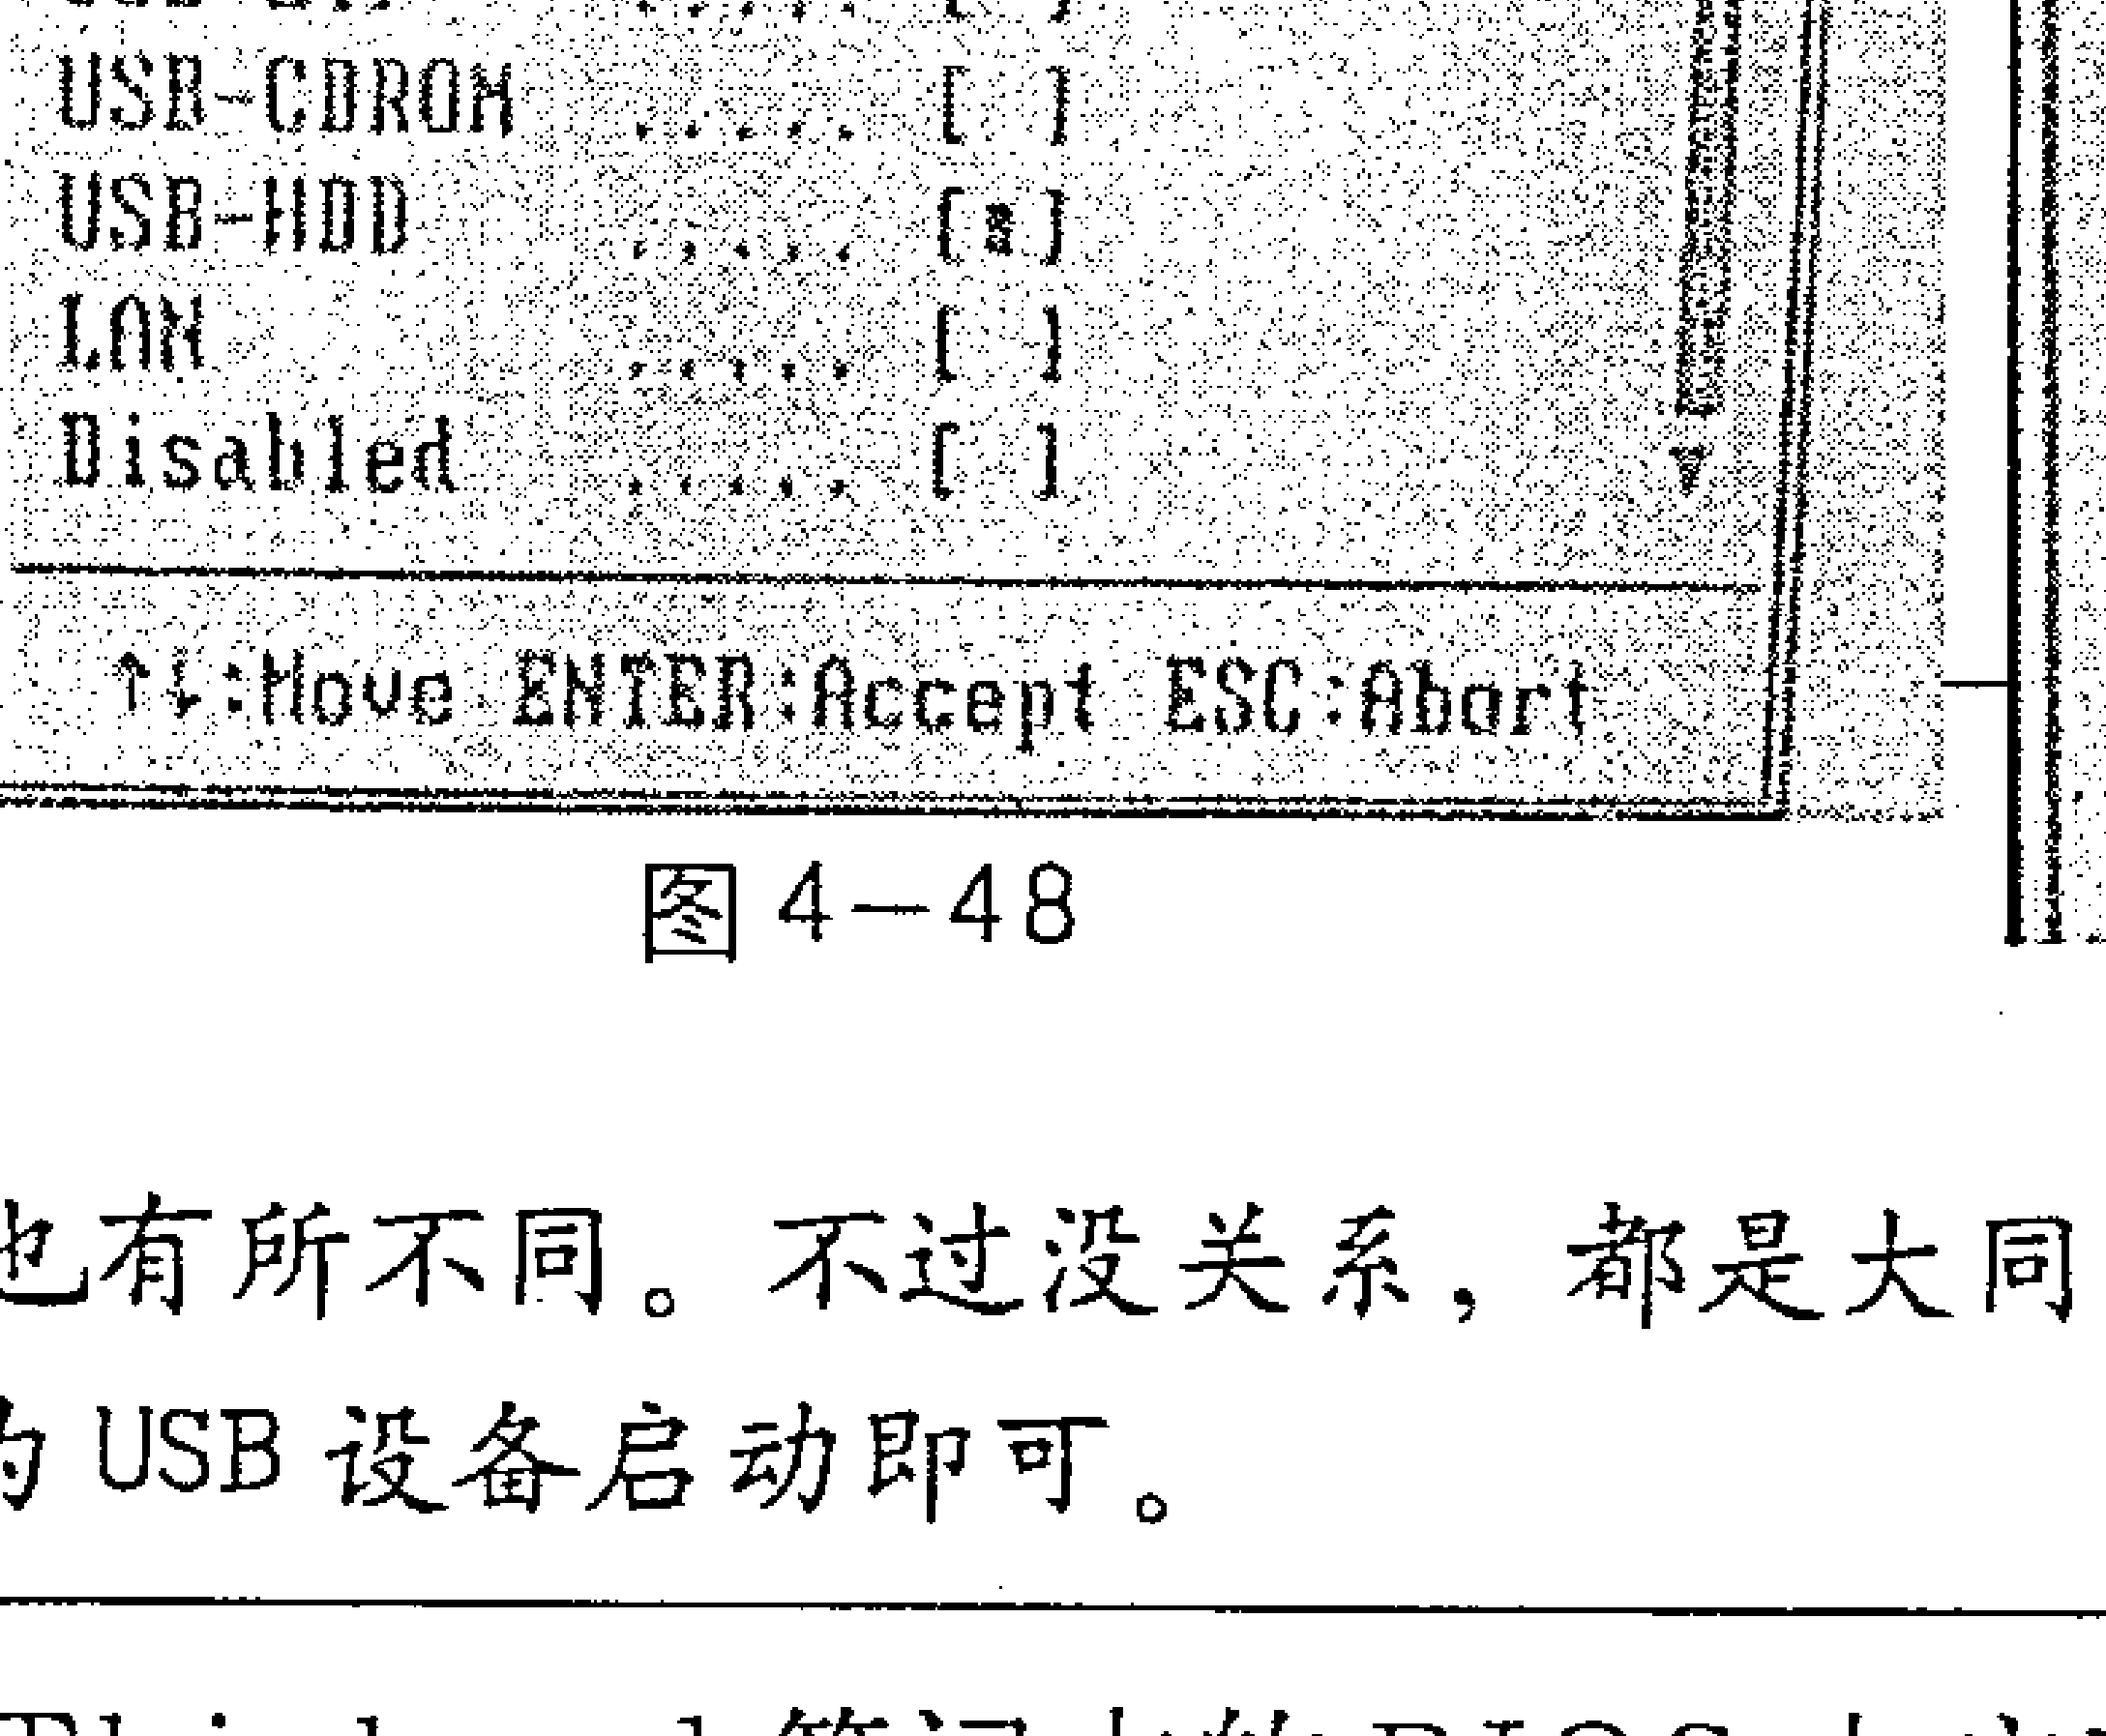 USB-CDROM ..... [ ]
USB-HDD ..... [■]
LAN ..... [ ]
Disabled ..... [ ]
↑↓:Move ENTER:Accept ESC:Abort
图 4-48
也有所不同。不过没关系，都是大同
的 USB 设备启动即可。